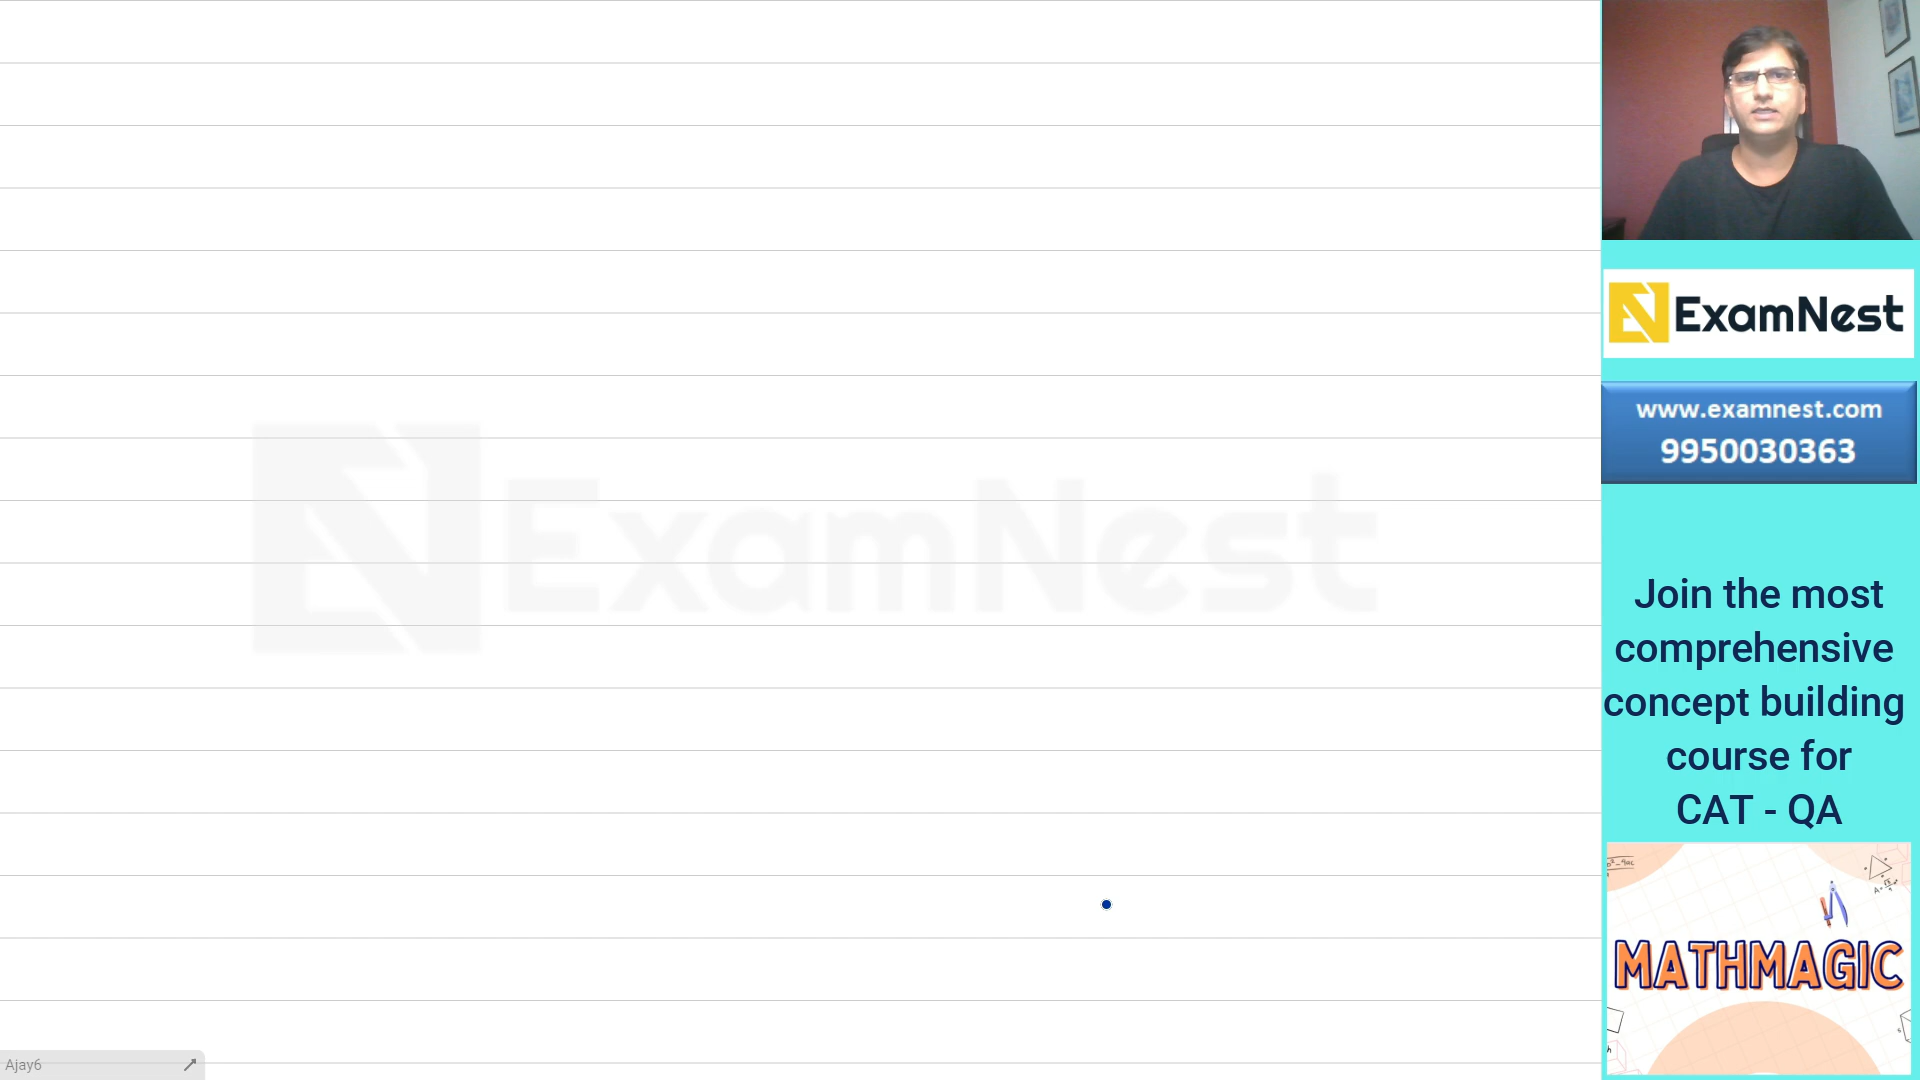 ExamNest
ExamNest
www.examnest.com
9950030363
Join the most
comprehensive
concept building
course for
CAT - QA
MATHMAGIC
Ajay6